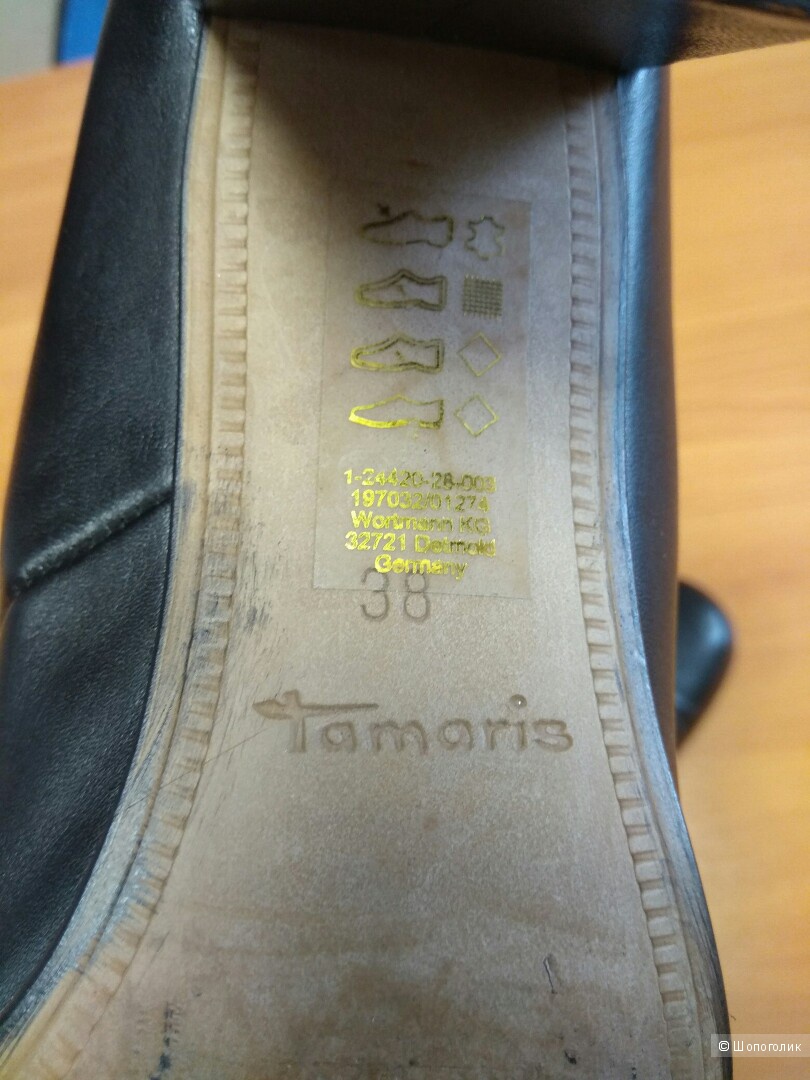 1-24420-28-003
197032/01274
Wortmann KG
32721 Detmold
Germany
38
Tamaris
© Шопоголик